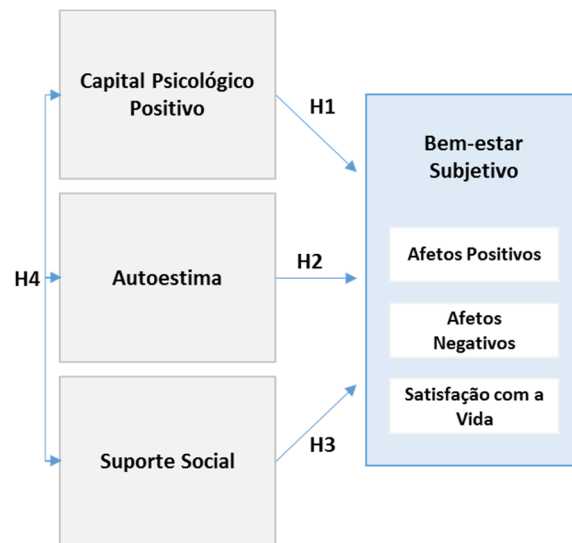 Capital Psicológico
Positivo
H1
Bem-estar
Subjetivo
Afetos Positivos
H4
Autoestima
H2
Afetos
Negativos
Satisfação com a
Vida
Suporte Social
H3